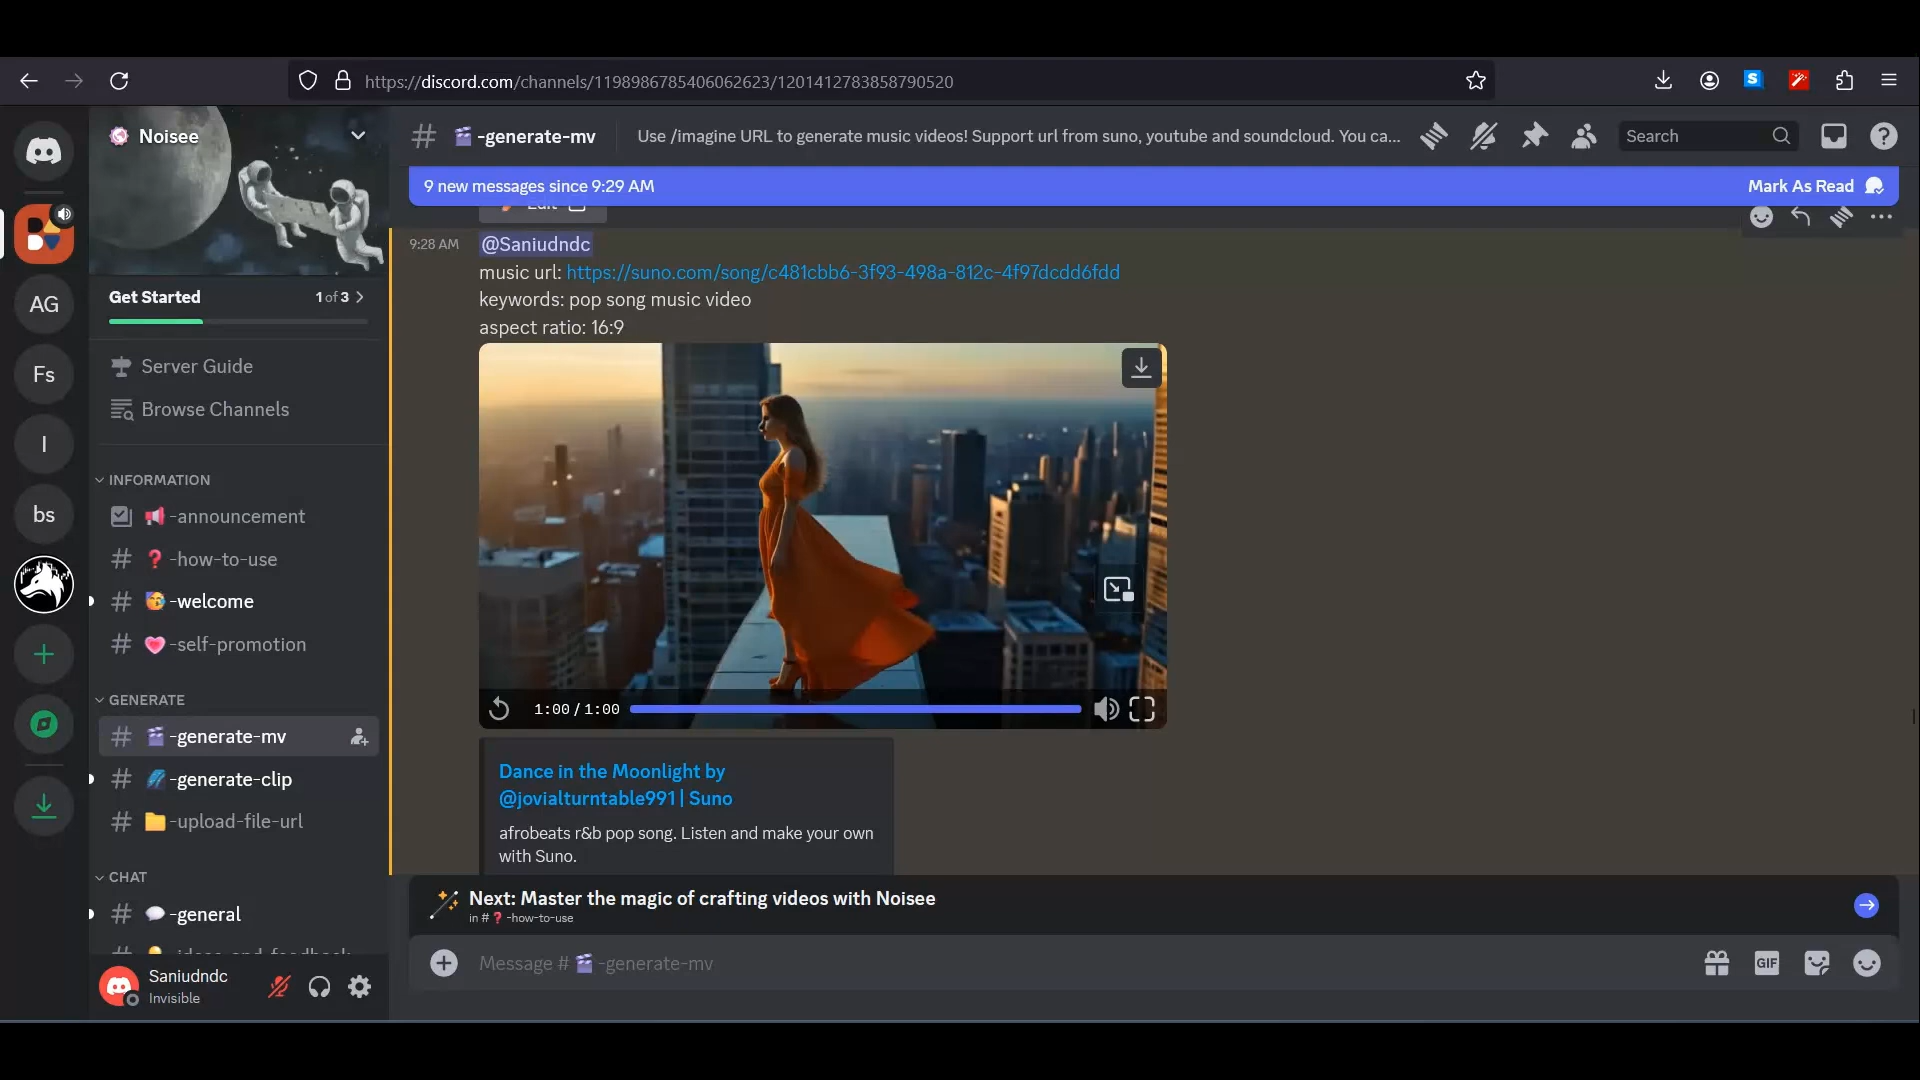 https://discord.com/channels/1198986785406062623/1201412783858790520
Noisee
-generate-mv
Use /imagine URL to generate music videos! Support url from suno, youtube and soundcloud. You ca...
Search
9 new messages since 9:29 AM
Mark As Read
Edit
9:28 AM
@Saniudndc
music url: https://suno.com/song/c481cbb6-3f93-498a-812c-4f97dcdd6fdd
keywords: pop song music video
aspect ratio: 16:9
Get Started
1 of 3
AG
Fs
I
bs
Server Guide
Browse Channels
INFORMATION
-announcement
-how-to-use
-welcome
-self-promotion
GENERATE
-generate-mv
-generate-clip
-upload-file-url
CHAT
-general
-ideas-and-feedback
1:00 / 1:00
Dance in the Moonlight by
@jovialturntable991 | Suno
afrobeats r&b pop song. Listen and make your own
with Suno.
Next: Master the magic of crafting videos with Noisee
in # ❓ -how-to-use
Message # 🎬 -generate-mv
GIF
Saniudndc
Invisible